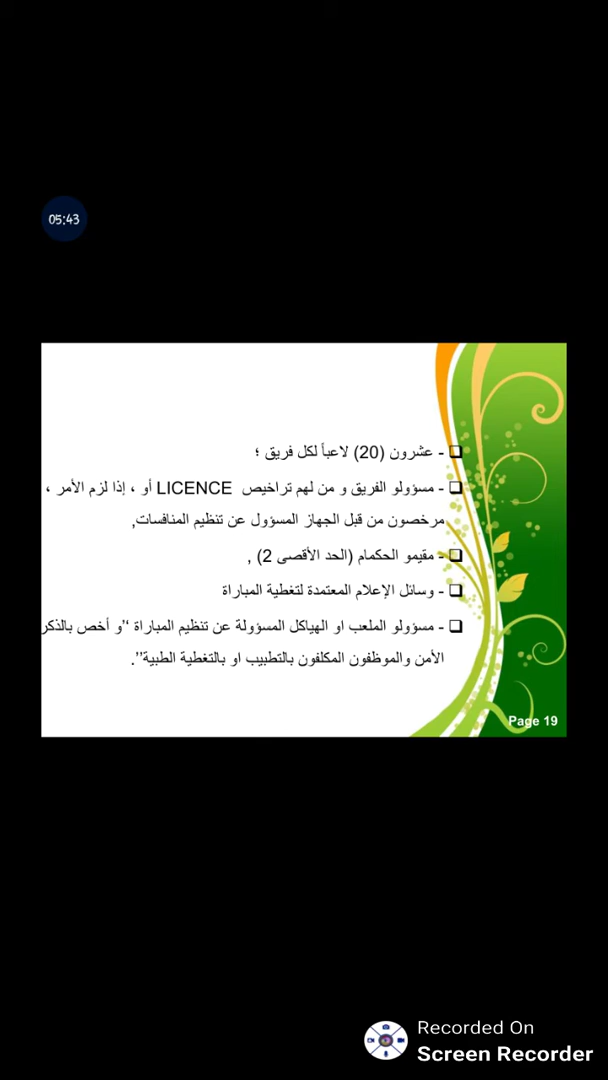 05:43
❑ - عشرون (20) لاعباً لكل فريق ؛
❑ - مسؤولو الفريق و من لهم تراخيص LICENCE أو ، إذا لزم الأمر ،
مرخصون من قبل الجهاز المسؤول عن تنظيم المنافسات,
❑ - مقيمو الحكمام (الحد الأقصى 2) ,
❑ - وسائل الإعلام المعتمدة لتغطية المباراة
❑ - مسؤولو الملعب او الهياكل المسؤولة عن تنظيم المباراة ‘‘و أخص بالذكر
الأمن والموظفون المكلفون بالتطبيب او بالتغطية الطبية’’.
Page 19
Recorded On
Screen Recorder